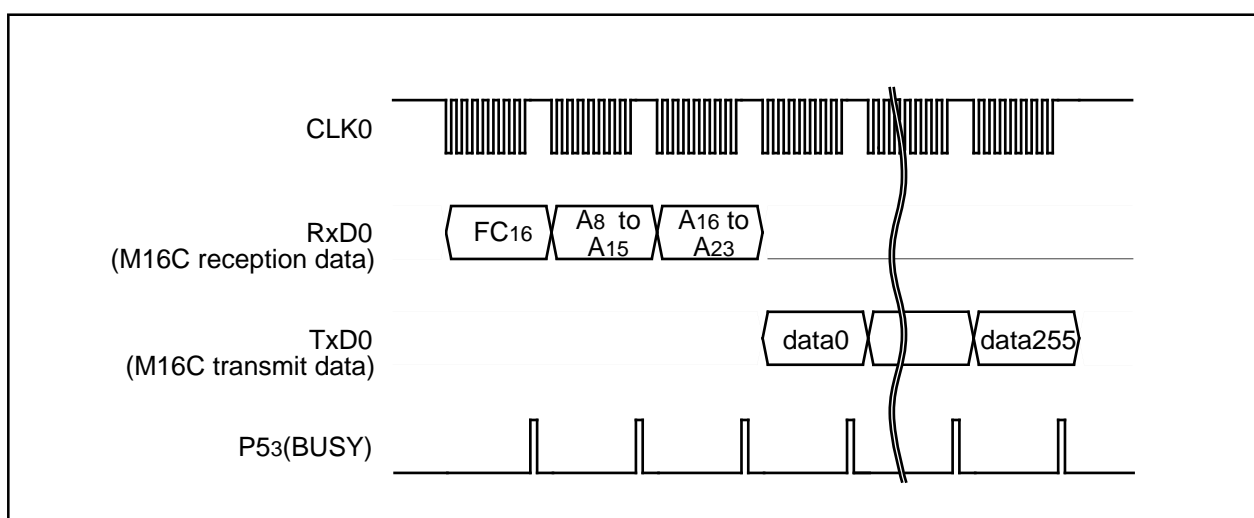 CLK0
RxD0
(M16C reception data)
FC16
A8 to
A15
A16 to
A23
TxD0
(M16C transmit data)
data0
data255
P53(BUSY)